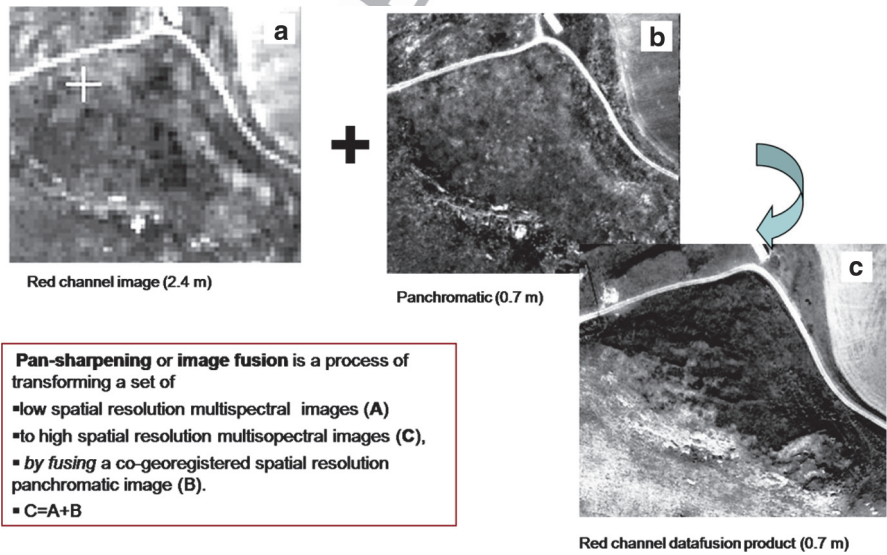 a
b
Red channel image (2.4 m)
Panchromatic (0.7 m)
c
Pan-sharpening or image fusion is a process of
transforming a set of
▪low spatial resolution multispectral images (A)
▪to high spatial resolution multisopectral images (C),
▪ by fusing a co-georegistered spatial resolution
panchromatic image (B).
▪ C=A+B
Red channel datafusion product (0.7 m)